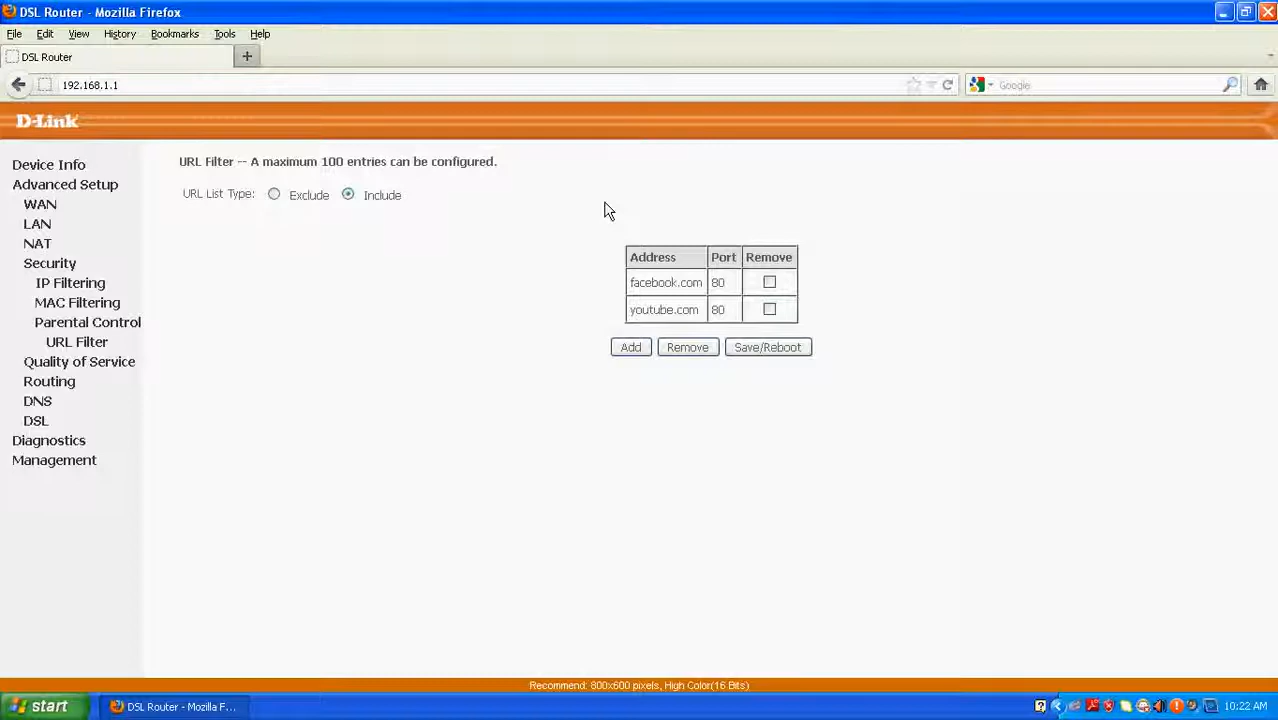 DSL Router - Mozilla Firefox
File Edit View History Bookmarks Tools Help
DSL Router
192.168.1.1
Google
D-Link
Device Info
Advanced Setup
WAN
LAN
NAT
Security
IP Filtering
MAC Filtering
Parental Control
URL Filter
Quality of Service
Routing
DNS
DSL
Diagnostics
Management
URL Filter -- A maximum 100 entries can be configured.
URL List Type: Exclude Include
Address Port Remove
facebook.com 80
youtube.com 80
Add Remove Save/Reboot
Recommend: 800x600 pixels, High Color(16 Bits)
start DSL Router - Mozilla F... 10:22 AM